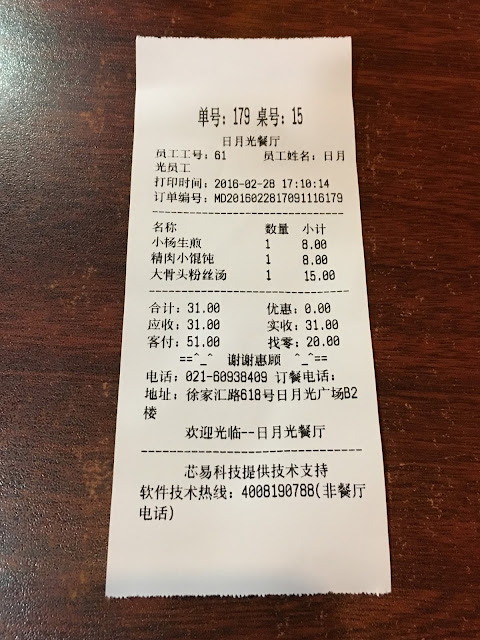 单号: 179 桌号: 15
日月光餐厅
员工工号: 61 员工姓名: 日月
光员工
打印时间: 2016-02-28 17:10:14
订单编号: MD2016022817091116179
--------------------------------
名称 数量 小计
小杨生煎 1 8.00
精肉小馄饨 1 8.00
大骨头粉丝汤 1 15.00
--------------------------------
合计: 31.00 优惠: 0.00
应收: 31.00 实收: 31.00
客付: 51.00 找零: 20.00
==^_^ 谢谢惠顾 ^_^==
电话: 021-60938409 订餐电话:
地址: 徐家汇路618号日月光广场B2
楼
欢迎光临--日月光餐厅
--------------------------------
芯易科技提供技术支持
软件技术热线: 4008190788(非餐厅
电话)